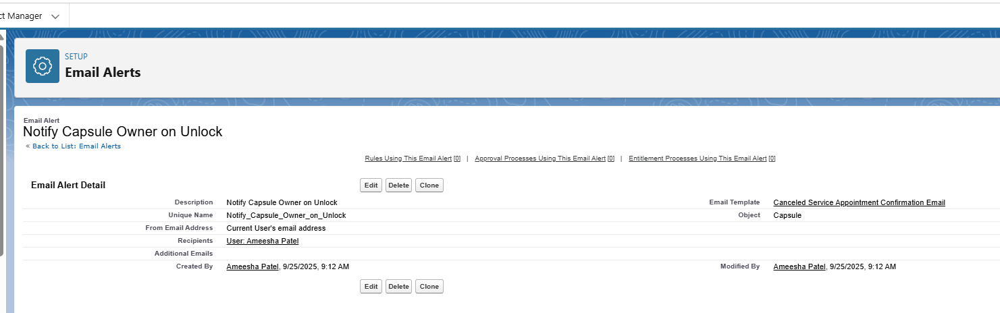 ct Manager
SETUP
Email Alerts
Email Alert
Notify Capsule Owner on Unlock
« Back to List: Email Alerts
Rules Using This Email Alert [0] | Approval Processes Using This Email Alert [0] | Entitlement Processes Using This Email Alert [0]
Email Alert Detail Edit Delete Clone
Description Notify Capsule Owner on Unlock Email Template Canceled Service Appointment Confirmation Email
Unique Name Notify_Capsule_Owner_on_Unlock Object Capsule
From Email Address Current User's email address
Recipients User: Ameesha Patel
Additional Emails
Created By Ameesha Patel, 9/25/2025, 9:12 AM Modified By Ameesha Patel, 9/25/2025, 9:12 AM
Edit Delete Clone